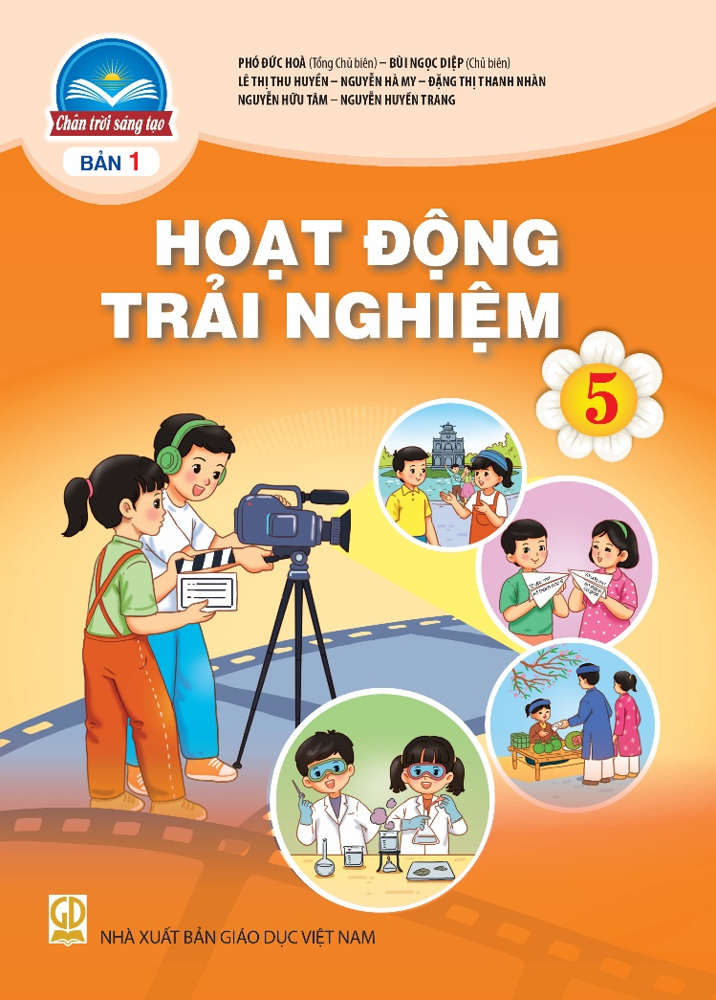 PHÓ ĐỨC HOÀ (Tổng Chủ biên) – BÙI NGỌC DIỆP (Chủ biên)
LÊ THỊ THU HUYỀN – NGUYỄN HÀ MY – ĐẶNG THỊ THANH NHÀN
NGUYỄN HỮU TÂM – NGUYỄN HUYỀN TRANG
Chân trời sáng tạo
BẢN 1
HOẠT ĐỘNG
TRẢI NGHIỆM
5
GD
NHÀ XUẤT BẢN GIÁO DỤC VIỆT NAM